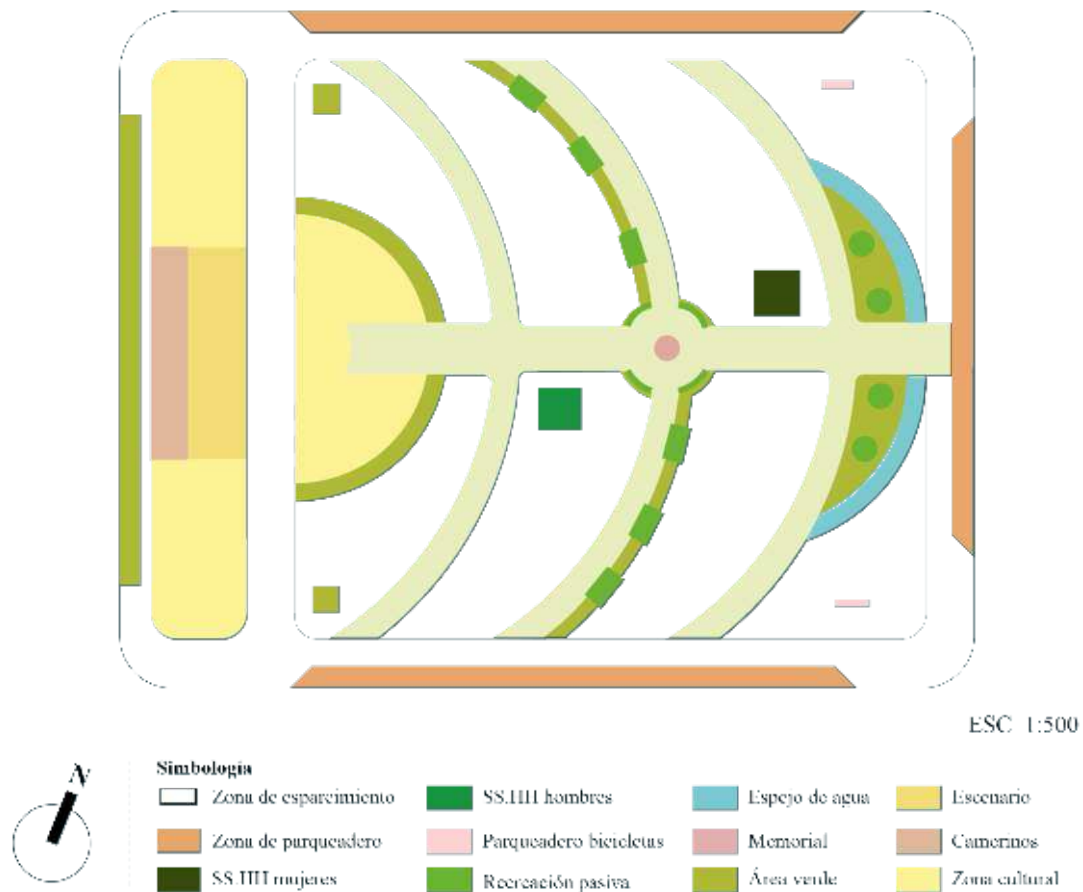 ESC 1:500
N
Simbología
Zona de esparcimiento
SS.HH hombres
Espejo de agua
Escenario
Zona de parqueadero
Parqueadero bicicletas
Memorial
Camerinos
SS.HH mujeres
Recreación pasiva
Área verde
Zona cultural